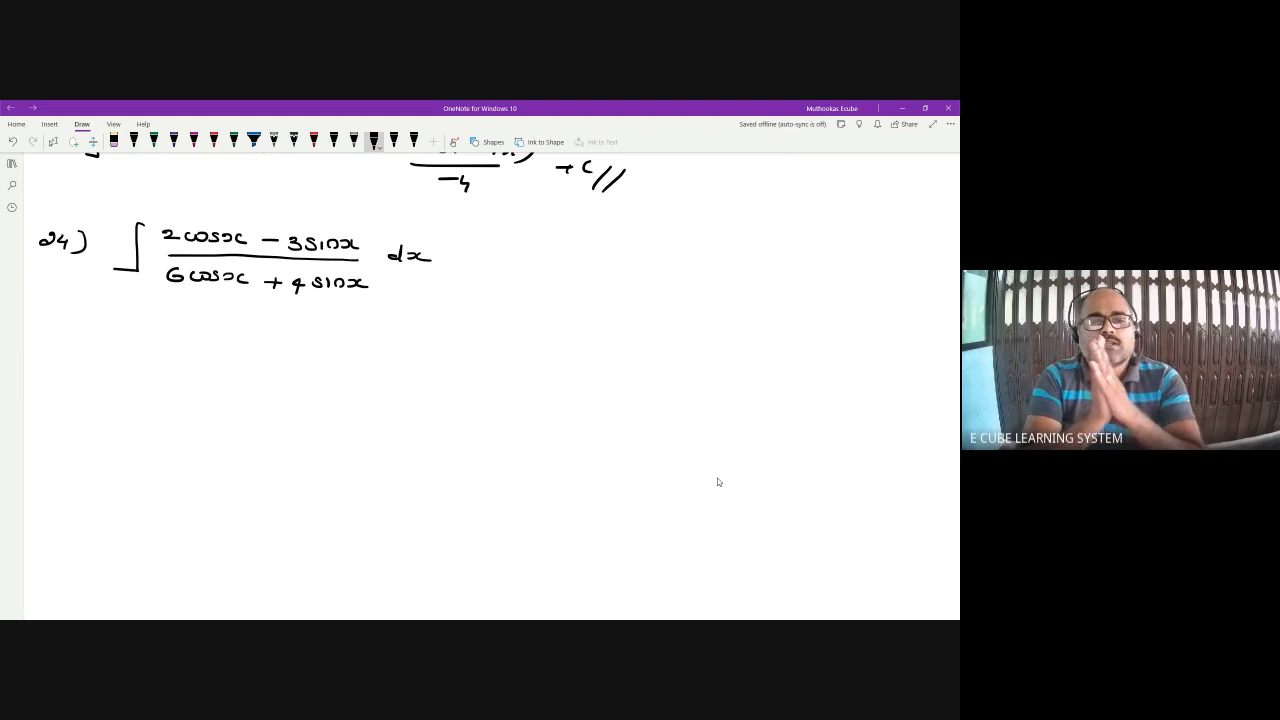 OneNote for Windows 10
Muthookas Ecube
Home Insert Draw View Help
Saved offline (auto-sync is off)
Share
Shapes
Ink to Shape
Ink to Text
-4
+ c //
24) ∫ 2cosx - 3sinx / 6cosx + 4sinx dx
E CUBE LEARNING SYSTEM